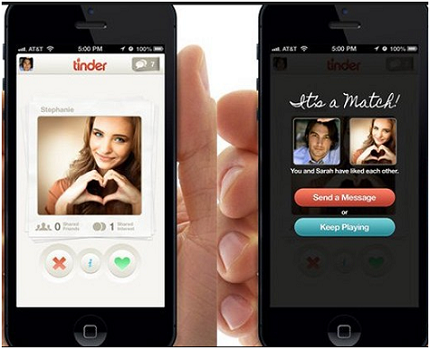 AT&T 5:00 PM 100%
tinder 7
Stephanie
0 Shared Friends
1 Shared Interest
AT&T 5:00 PM 100%
tinder
It's a Match!
You and Sarah have liked each other.
Send a Message
or
Keep Playing